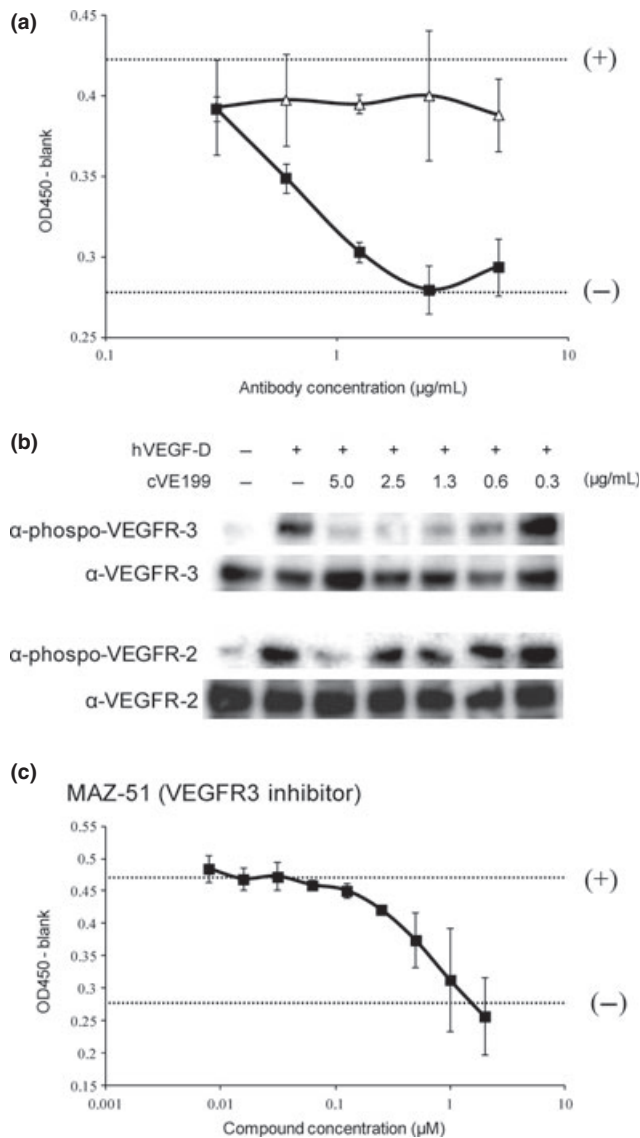 (a)
0.45
(+)
0.4
0.35
OD450 - blank
0.3
(−)
0.25
0.1
1
10
Antibody concentration (µg/mL)
(b)
hVEGF-D − + + + + + +
cVE199 − − 5.0 2.5 1.3 0.6 0.3 (µg/mL)
α-phospo-VEGFR-3
α-VEGFR-3
α-phospo-VEGFR-2
α-VEGFR-2
(c)
MAZ-51 (VEGFR3 inhibitor)
0.55
0.5
(+)
0.45
0.4
0.35
OD450 - blank
0.3
(−)
0.25
0.2
0.15
0.001
0.01
0.1
1
10
Compound concentration (µM)